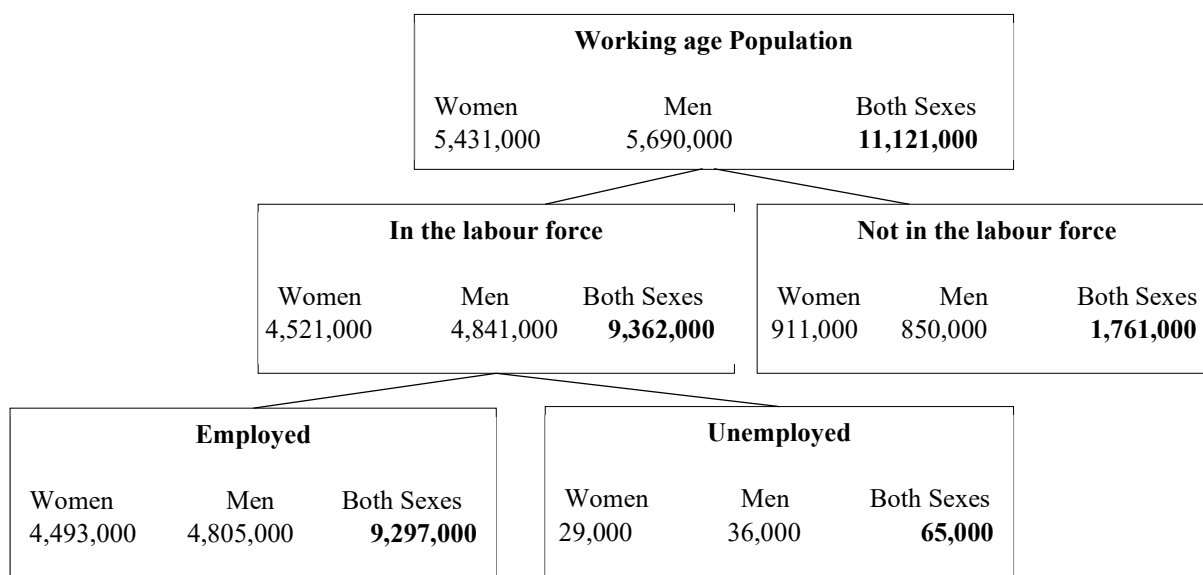 Working age Population
Women Men Both Sexes
5,431,000 5,690,000 11,121,000
In the labour force
Women Men Both Sexes
4,521,000 4,841,000 9,362,000
Not in the labour force
Women Men Both Sexes
911,000 850,000 1,761,000
Employed
Women Men Both Sexes
4,493,000 4,805,000 9,297,000
Unemployed
Women Men Both Sexes
29,000 36,000 65,000